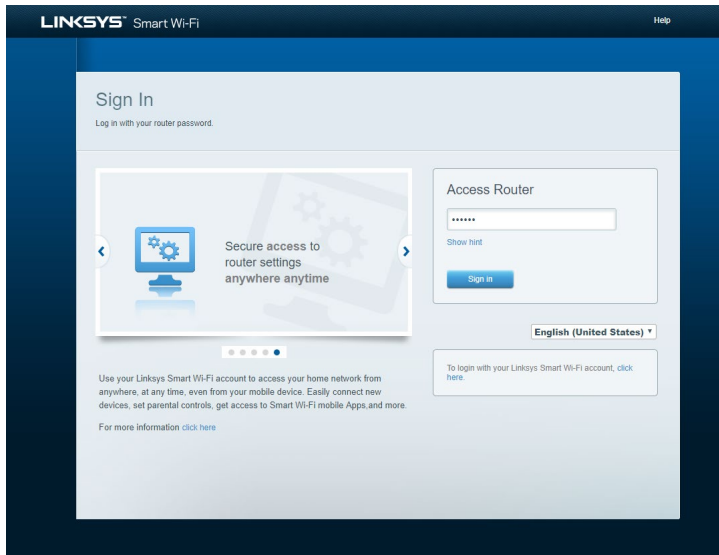 LINKSYS™ Smart Wi-Fi
Help
Sign In
Log in with your router password.
Secure access to
router settings
anywhere anytime
Use your Linksys Smart Wi-Fi account to access your home network from
anywhere, at any time, even from your mobile device. Easily connect new
devices, set parental controls, get access to Smart Wi-Fi mobile Apps,and more.
For more information click here
Access Router
••••••
Show hint
Sign in
English (United States)
To login with your Linksys Smart Wi-Fi account, click
here.